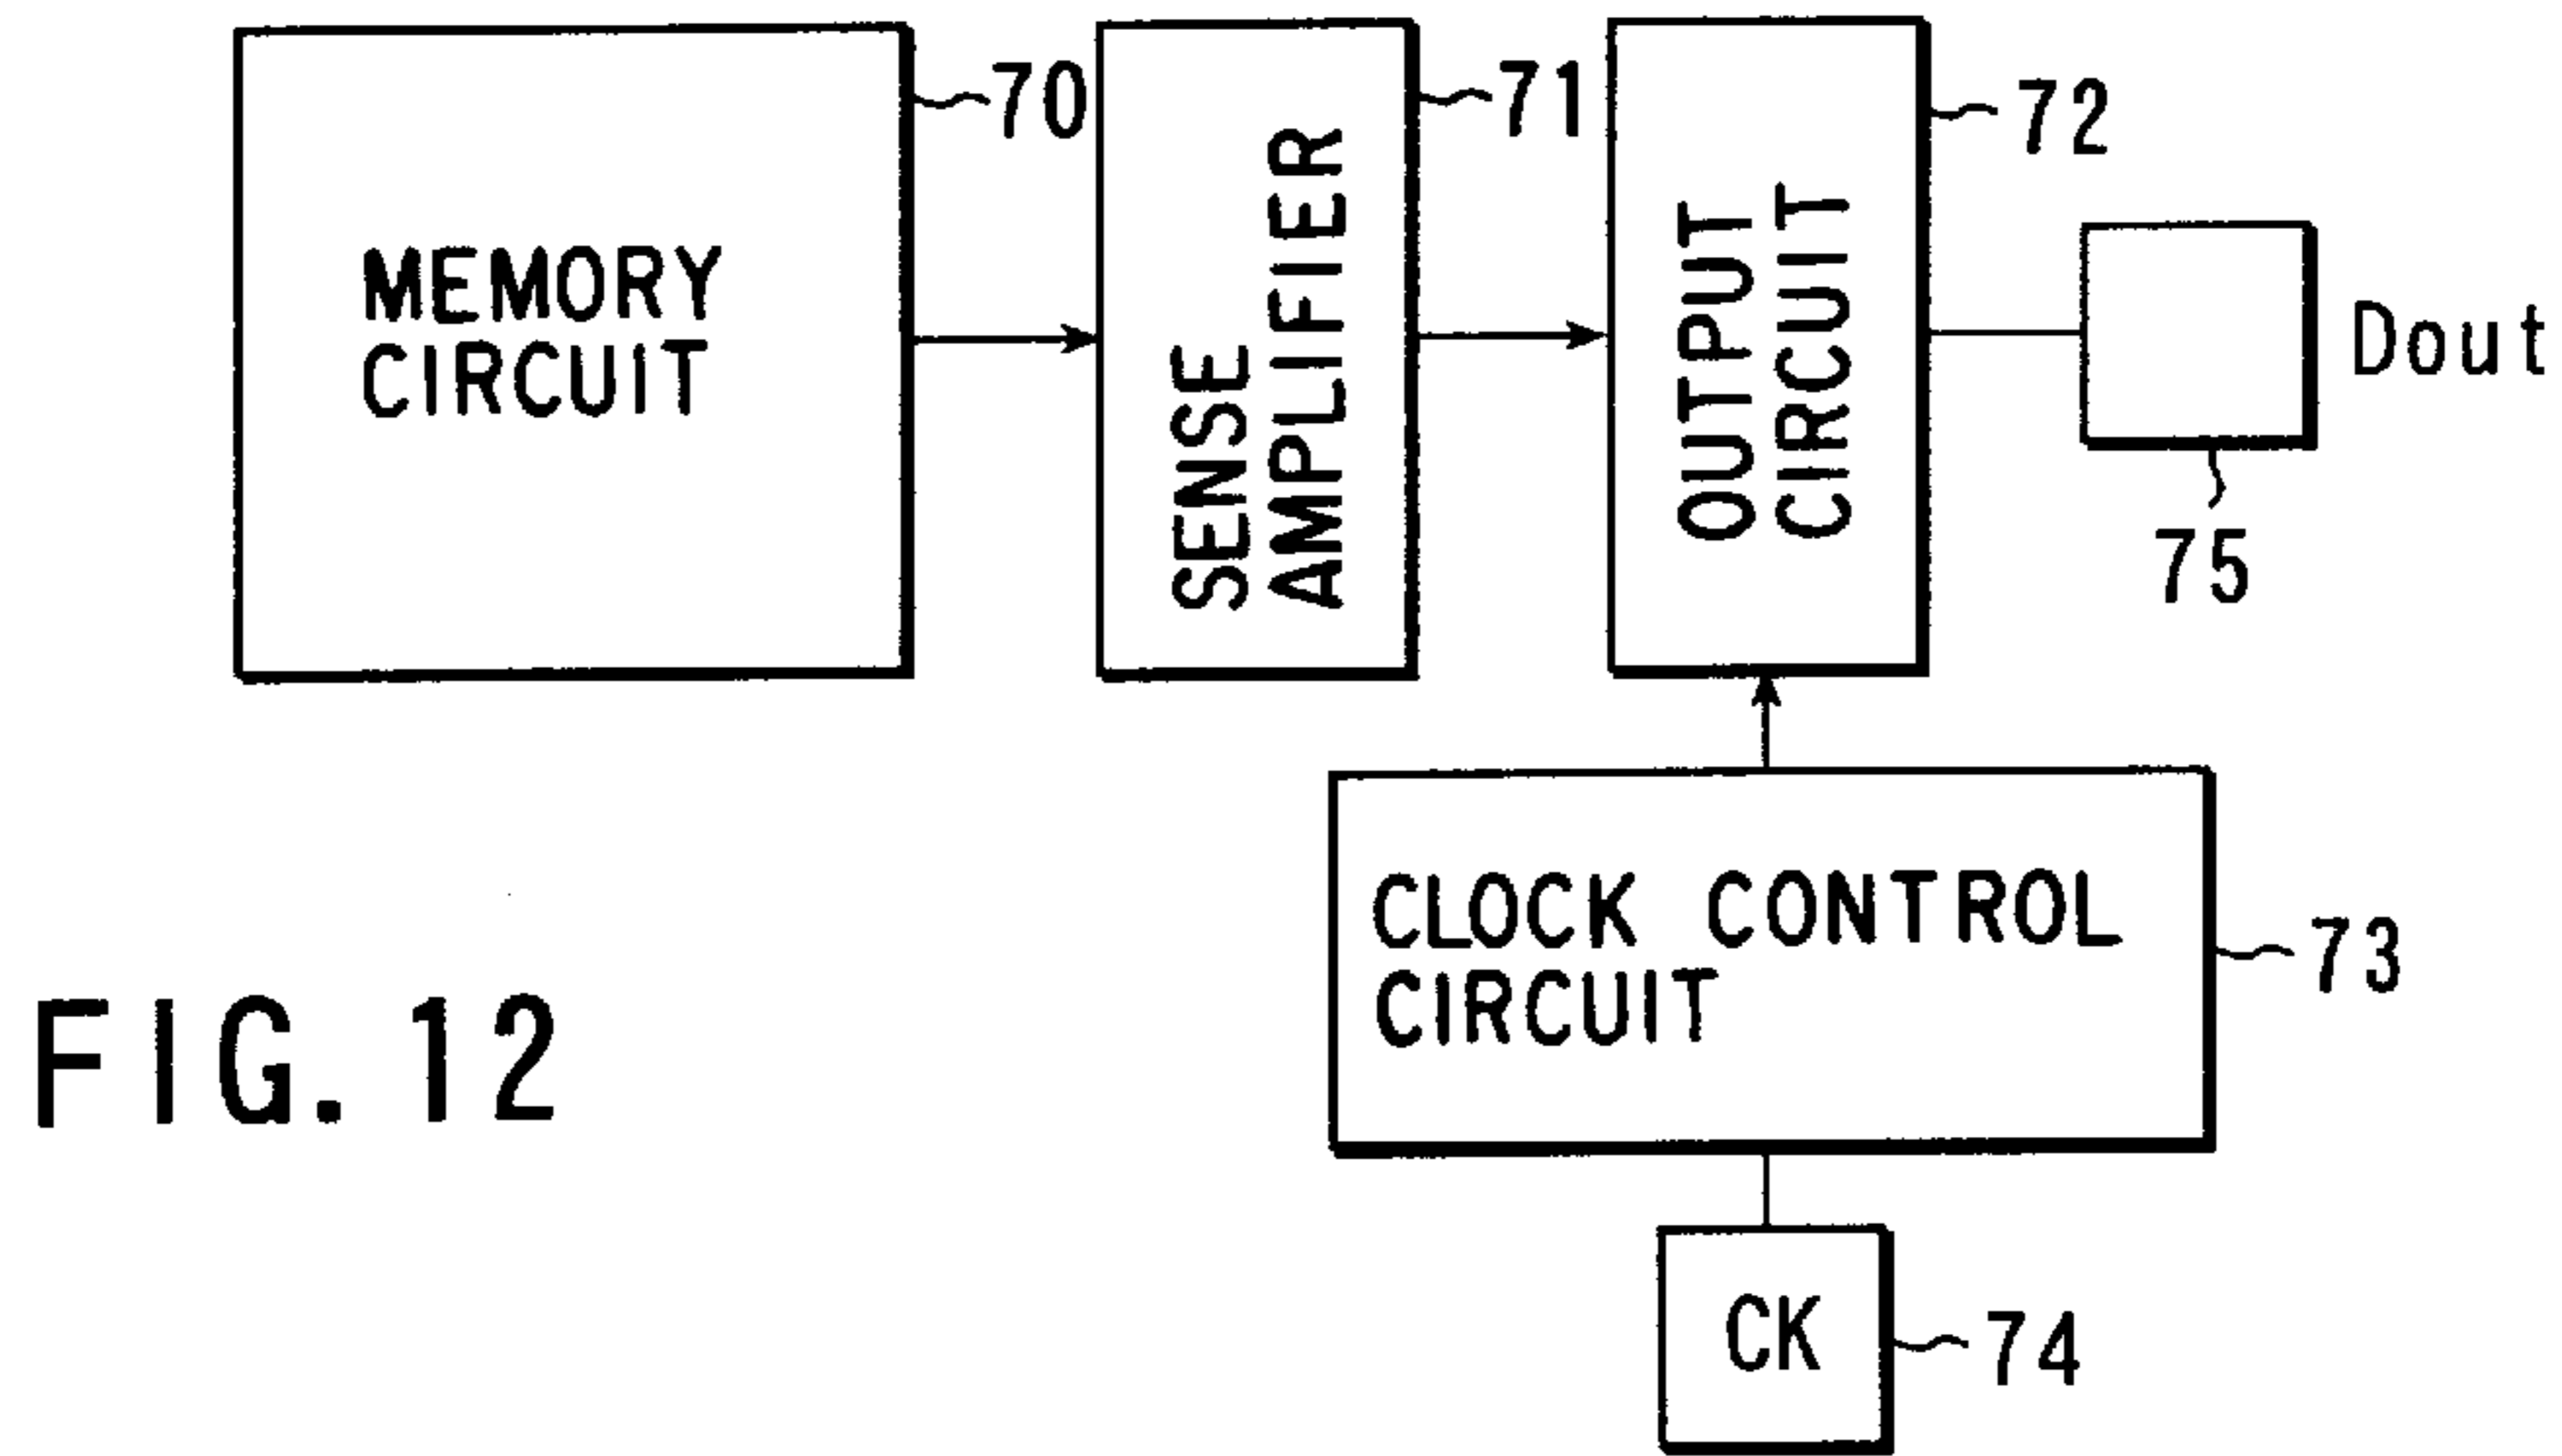 MEMORY
CIRCUIT
70
SENSE
AMPLIFIER
71
OUTPUT
CIRCUIT
72
Dout
75
CLOCK CONTROL
CIRCUIT
73
CK
74
FIG. 12